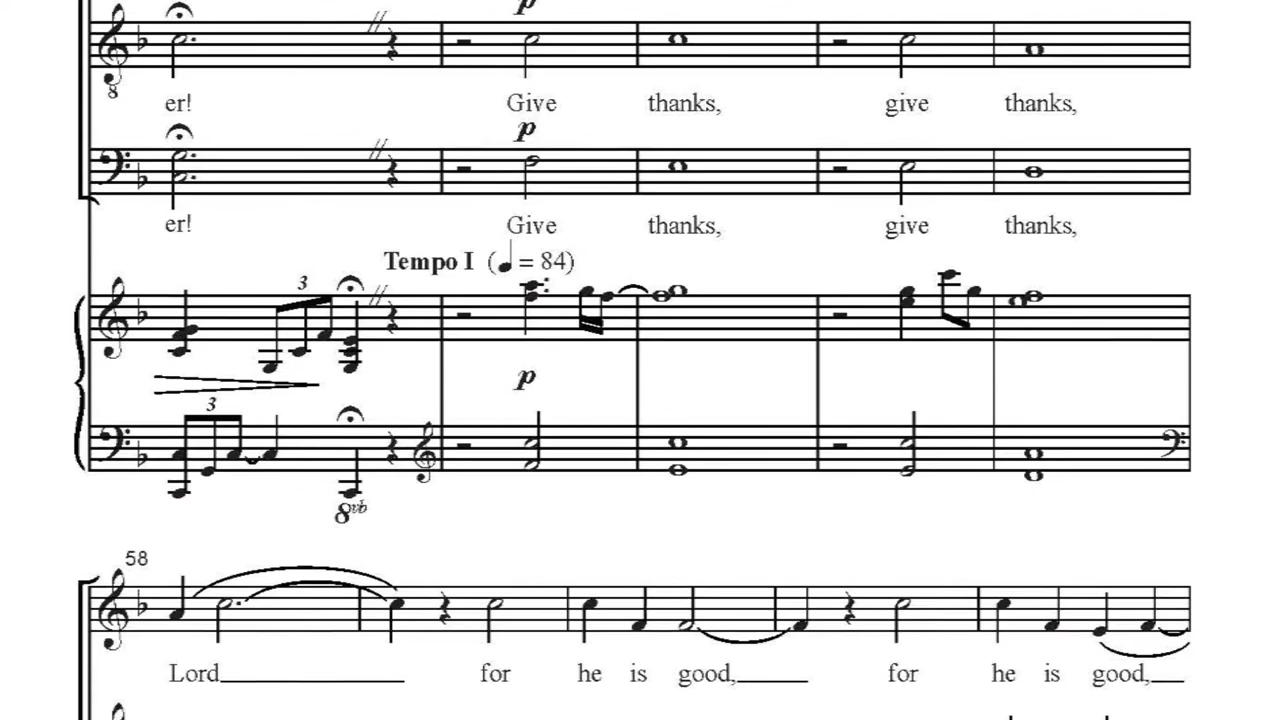 p
8
er! Give thanks, give thanks,
p
er! Give thanks, give thanks,
Tempo I (♩ = 84)
3
p
3
8vb
58
Lord for he is good, for he is good,